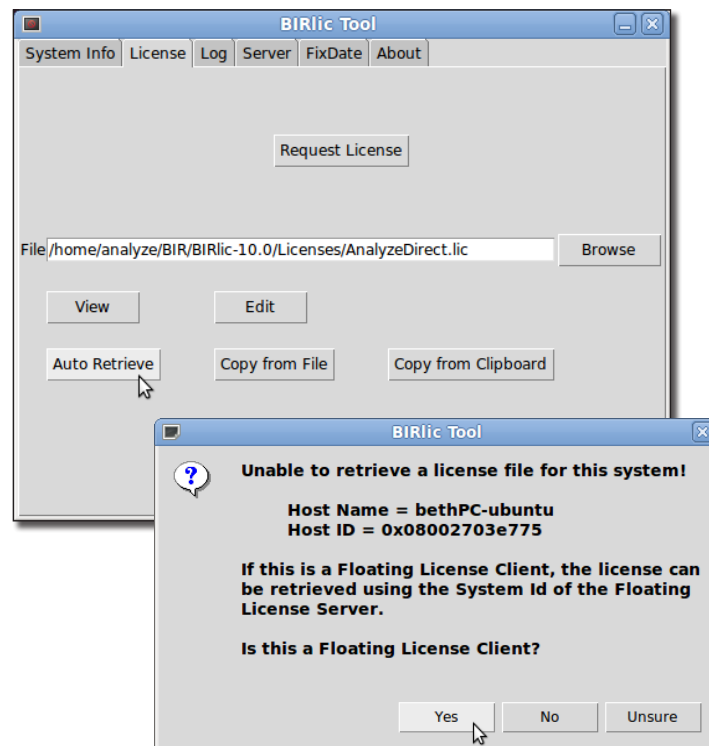 BIRlic Tool
System Info License Log Server FixDate About
Request License
File /home/analyze/BIR/BIRlic-10.0/Licenses/AnalyzeDirect.lic Browse
View Edit
Auto Retrieve Copy from File Copy from Clipboard
BIRlic Tool
Unable to retrieve a license file for this system!
Host Name = bethPC-ubuntu
Host ID = 0x08002703e775
If this is a Floating License Client, the license can
be retrieved using the System Id of the Floating
License Server.
Is this a Floating License Client?
Yes No Unsure